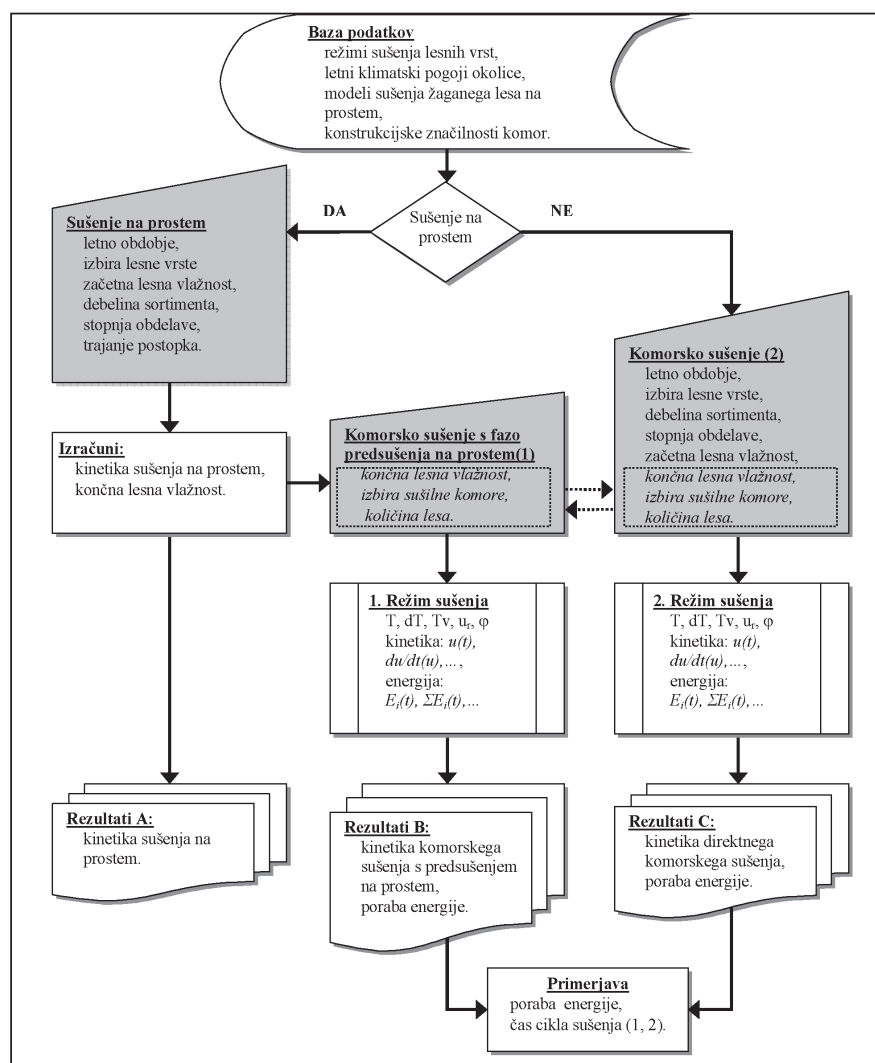 Baza podatkov
režimi sušenja lesnih vrst,
letni klimatski pogoji okolice,
modeli sušenja žaganega lesa na
prostem,
konstrukcijske značilnosti komor.
DA
Sušenje na
prostem
NE
Sušenje na prostem
letno obdobje,
izbira lesne vrste
začetna lesna vlažnost,
debelina sortimenta,
stopnja obdelave,
trajanje postopka.
Komorsko sušenje (2)
letno obdobje,
izbira lesne vrste,
debelina sortimenta,
stopnja obdelave,
začetna lesna vlažnost,
končna lesna vlažnost,
izbira sušilne komore,
količina lesa.
Izračuni:
kinetika sušenja na prostem,
končna lesna vlažnost.
Komorsko sušenje s fazo
predsušenja na prostem(1)
končna lesna vlažnost,
izbira sušilne komore,
količina lesa.
1. Režim sušenja
T, dT, Tv, uᵣ, φ
kinetika: u(t),
du/dt(u),...,
energija:
Eᵢ(t), ΣEᵢ(t),...
2. Režim sušenja
T, dT, Tv, uᵣ, φ
kinetika: u(t),
du/dt(u),...,
energija:
Eᵢ(t), ΣEᵢ(t),...
Rezultati A:
kinetika sušenja na
prostem.
Rezultati B:
kinetika komorskega
sušenja s predsušenjem
na prostem,
poraba energije.
Rezultati C:
kinetika direktnega
komorskega sušenja,
poraba energije.
Primerjava
poraba energije,
čas cikla sušenja (1, 2).